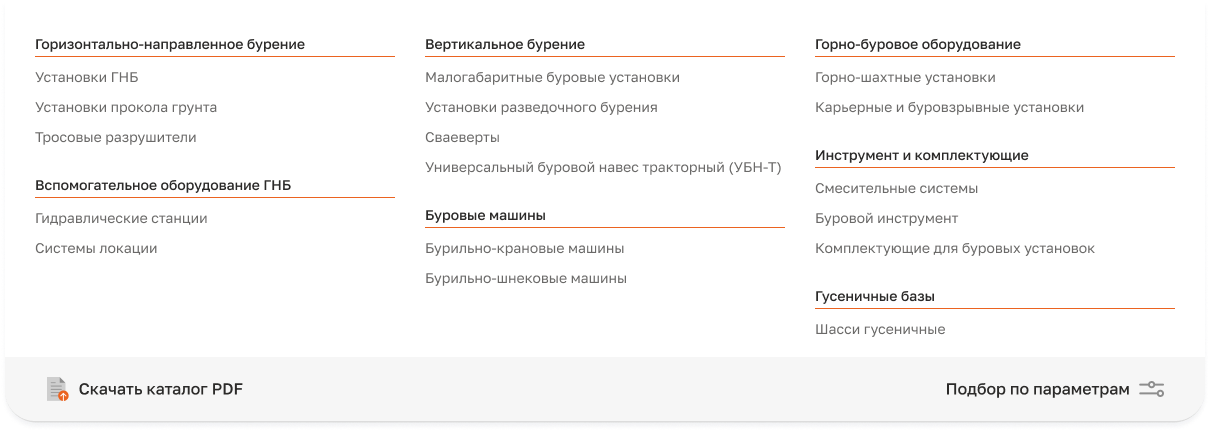 Горизонтально-направленное бурение
Установки ГНБ
Установки прокола грунта
Тросовые разрушители
Вспомогательное оборудование ГНБ
Гидравлические станции
Системы локации
Вертикальное бурение
Малогабаритные буровые установки
Установки разведочного бурения
Сваеверты
Универсальный буровой навес тракторный (УБН-Т)
Буровые машины
Бурильно-крановые машины
Бурильно-шнековые машины
Горно-буровое оборудование
Горно-шахтные установки
Карьерные и буровзрывные установки
Инструмент и комплектующие
Смесительные системы
Буровой инструмент
Комплектующие для буровых установок
Гусеничные базы
Шасси гусеничные
Скачать каталог PDF
Подбор по параметрам